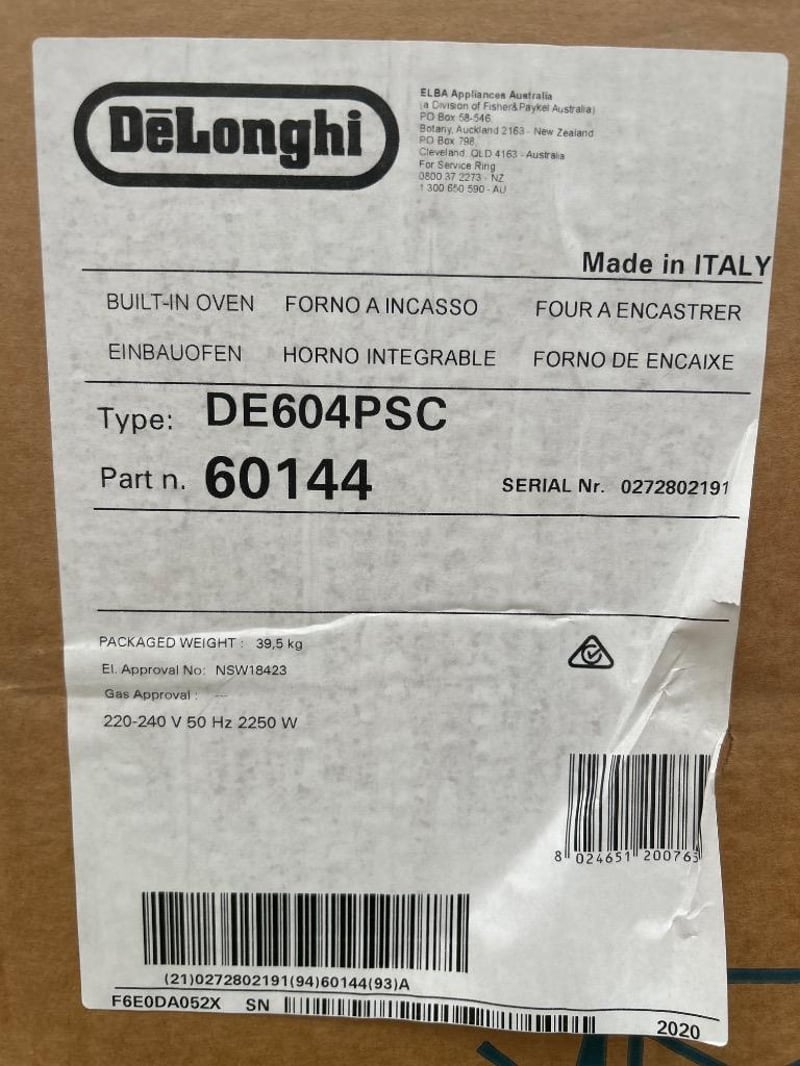 DēLonghi
ELBA Appliances Australia
(a Division of Fisher&Paykel Australia)
PO Box 58-546,
Botany, Auckland 2163 - New Zealand
PO Box 798,
Cleveland, QLD 4163 - Australia
For Service Ring
0800 37 2273 - NZ
1 300 650 590 - AU
Made in ITALY
BUILT-IN OVEN FORNO A INCASSO FOUR A ENCASTRER
EINBAUOFEN HORNO INTEGRABLE FORNO DE ENCAIXE
Type: DE604PSC
Part n. 60144 SERIAL Nr. 0272802191
PACKAGED WEIGHT : 39,5 kg
El. Approval No: NSW18423
Gas Approval : ---
220-240 V 50 Hz 2250 W
8 024651 200763
(21)0272802191(94)60144(93)A
F6E0DA052X SN 2020